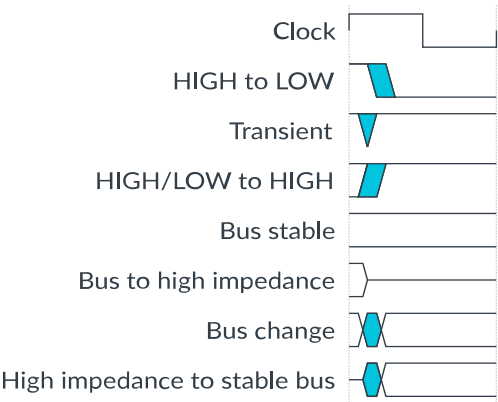 Clock
HIGH to LOW
Transient
HIGH/LOW to HIGH
Bus stable
Bus to high impedance
Bus change
High impedance to stable bus